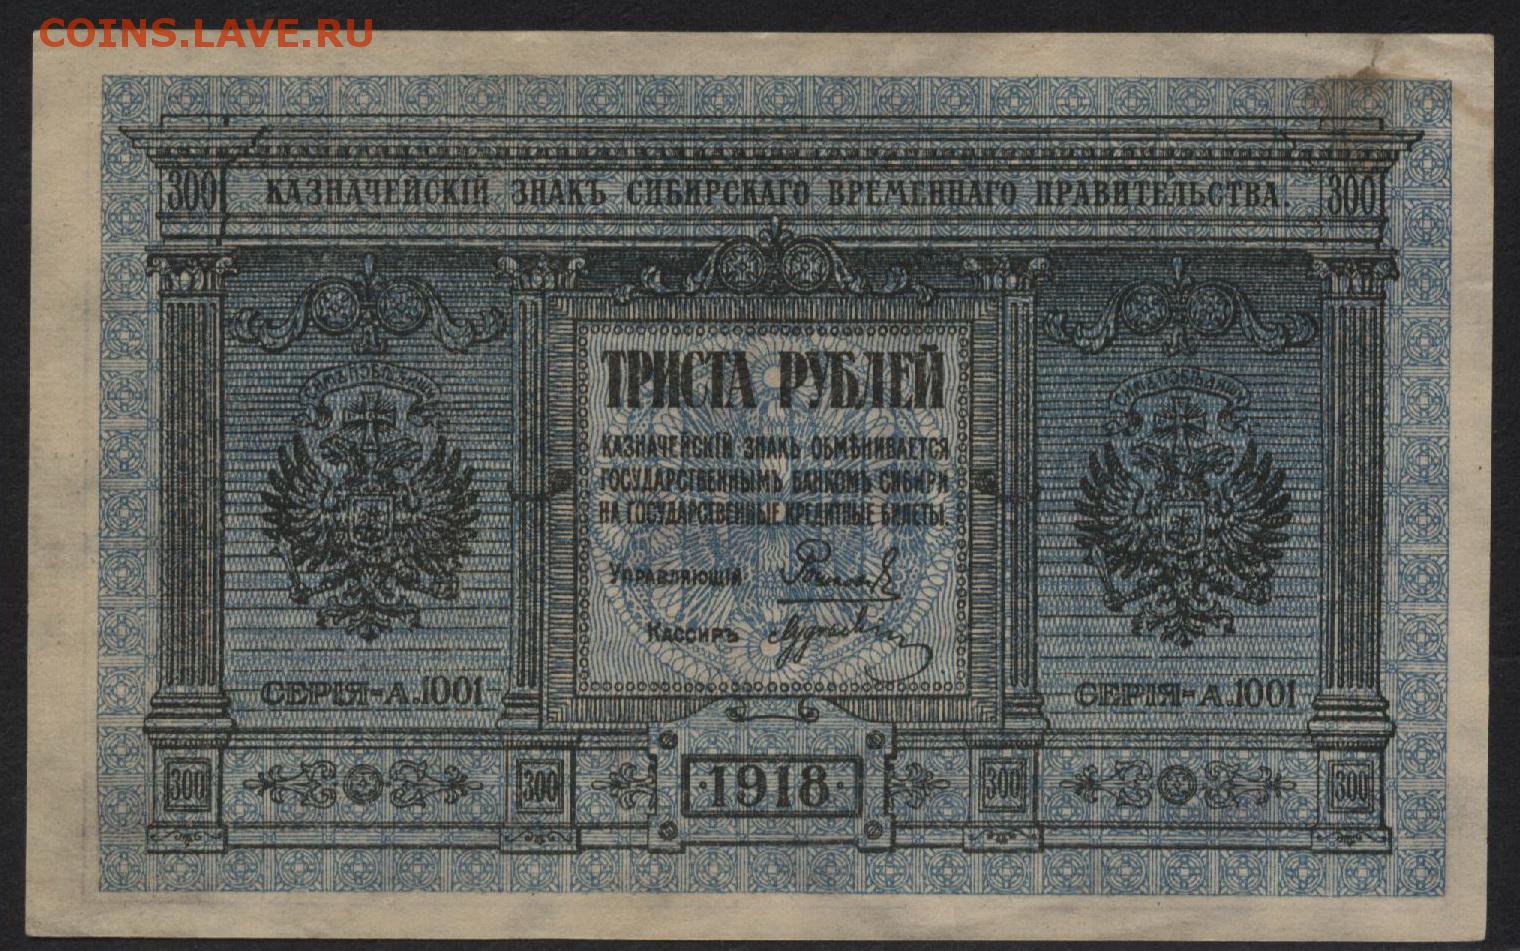 COINS.LAVE.RU
300 КАЗНАЧЕЙСКІЙ ЗНАКЪ СИБИРСКАГО ВРЕМЕННАГО ПРАВИТЕЛЬСТВА. 300
ТРИСТА РУБЛЕЙ
КАЗНАЧЕЙСКІЙ ЗНАКЪ ОБМѢНИВАЕТСЯ
ГОСУДАРСТВЕННЫМЪ БАНКОМЪ СИБИРИ
НА ГОСУДАРСТВЕННЫЕ КРЕДИТНЫЕ БИЛЕТЫ.
УПРАВЛЯЮЩІЙ
КАССИРЪ
СЕРІЯ-А.1001 СЕРІЯ-А.1001
300 300 ·1918· 300 300